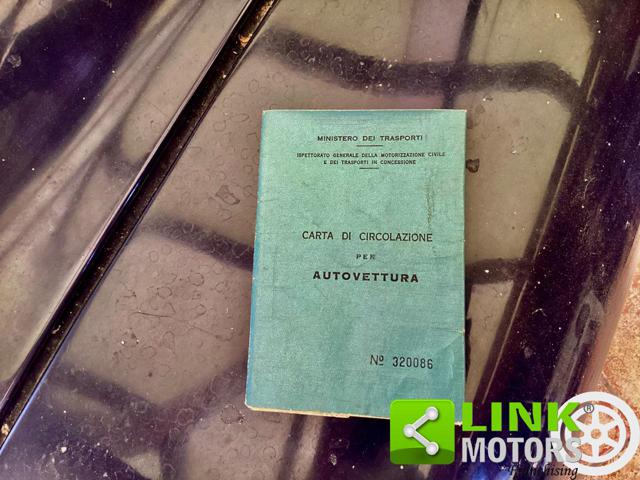 MINISTERO DEI TRASPORTI
ISPETTORATO GENERALE DELLA MOTORIZZAZIONE CIVILE
E DEI TRASPORTI IN CONCESSIONE
CARTA DI CIRCOLAZIONE
PER
AUTOVETTURA
Nº 320086
LINK
MOTORS®
Franchising